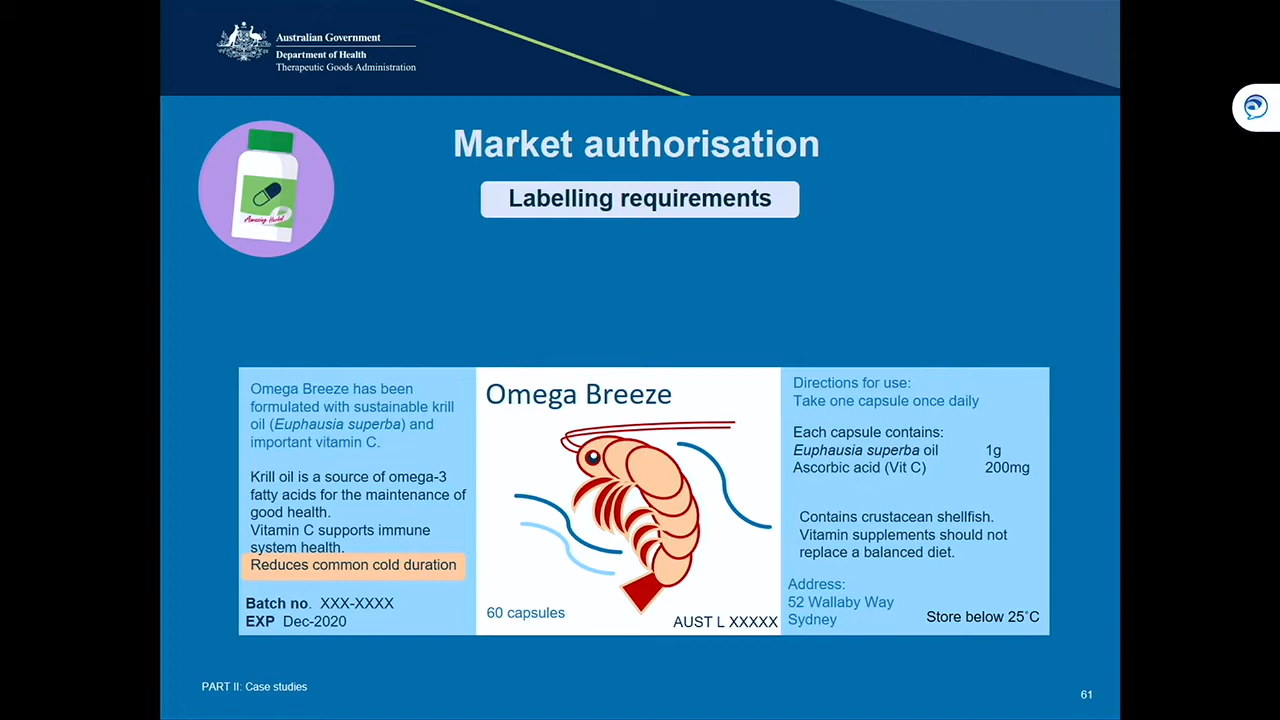 Australian Government
Department of Health
Therapeutic Goods Administration
Market authorisation
Labelling requirements
Amazing Herbal
Omega Breeze has been
formulated with sustainable krill
oil (Euphausia superba) and
important vitamin C.
Krill oil is a source of omega-3
fatty acids for the maintenance of
good health.
Vitamin C supports immune
system health.
Reduces common cold duration
Batch no. XXX-XXXX
EXP Dec-2020
Omega Breeze
60 capsules
AUST L XXXXX
Directions for use:
Take one capsule once daily
Each capsule contains:
Euphausia superba oil 1g
Ascorbic acid (Vit C) 200mg
Contains crustacean shellfish.
Vitamin supplements should not
replace a balanced diet.
Address:
52 Wallaby Way
Sydney
Store below 25°C
PART II: Case studies
61